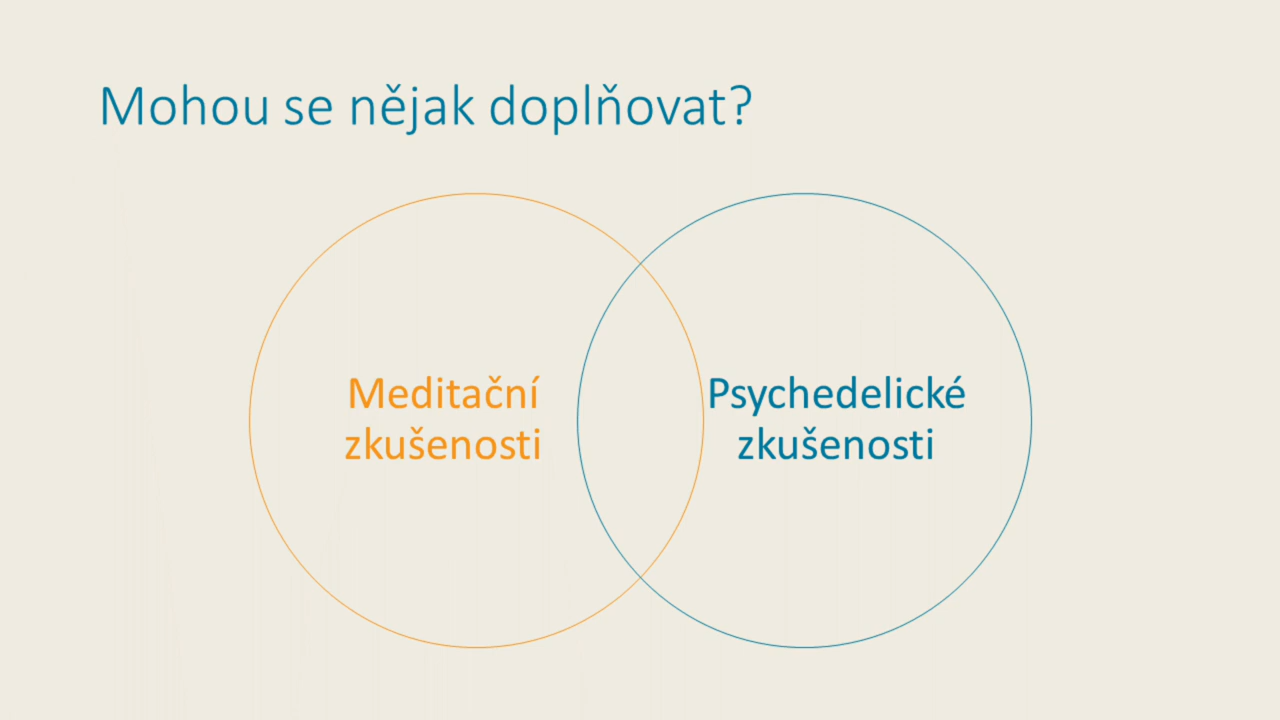 Mohou se nějak doplňovat?
Meditační
zkušenosti
Psychedelické
zkušenosti